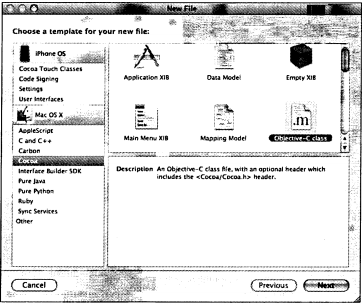 New File
Choose a template for your new file:
iPhone OS
Cocoa Touch Classes
Code Signing
Settings
User Interfaces
Mac OS X
AppleScript
C and C++
Carbon
Cocoa
Interface Builder SDK
Pure Java
Pure Python
Ruby
Sync Services
Other
Application XIB
Data Model
Empty XIB
Main Menu XIB
Mapping Model
.m
Objective-C class
Description An Objective-C class file, with an optional header which
includes the <Cocoa/Cocoa.h> header.
Cancel
Previous
Next